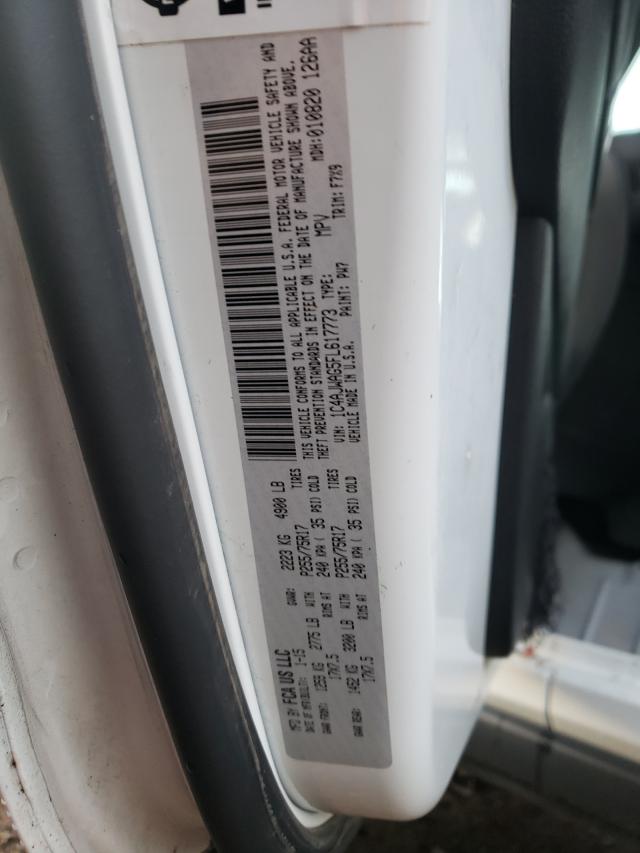 MFD BY: FCA US LLC
DATE OF MFR(BUILT): 1-15 GVWR: 2223 KG 4900 LB
GAWR FRONT: 1259 KG 2775 LB WITH P255/75R17 TIRES
17X7.5 RIMS AT 240 KPA ( 35 PSI) COLD
GAWR REAR: 1452 KG 3200 LB WITH P255/75R17 TIRES
17X7.5 RIMS AT 240 KPA ( 35 PSI) COLD
THIS VEHICLE CONFORMS TO ALL APPLICABLE U.S.A. FEDERAL MOTOR VEHICLE SAFETY AND
THEFT PREVENTION STANDARDS IN EFFECT ON THE DATE OF MANUFACTURE SHOWN ABOVE.
VIN: 1C4AJWAG5FL617773 TYPE: MPV MDH:010820 126AA
VEHICLE MADE IN U.S.A. PAINT: PW7 TRIM: F7X9